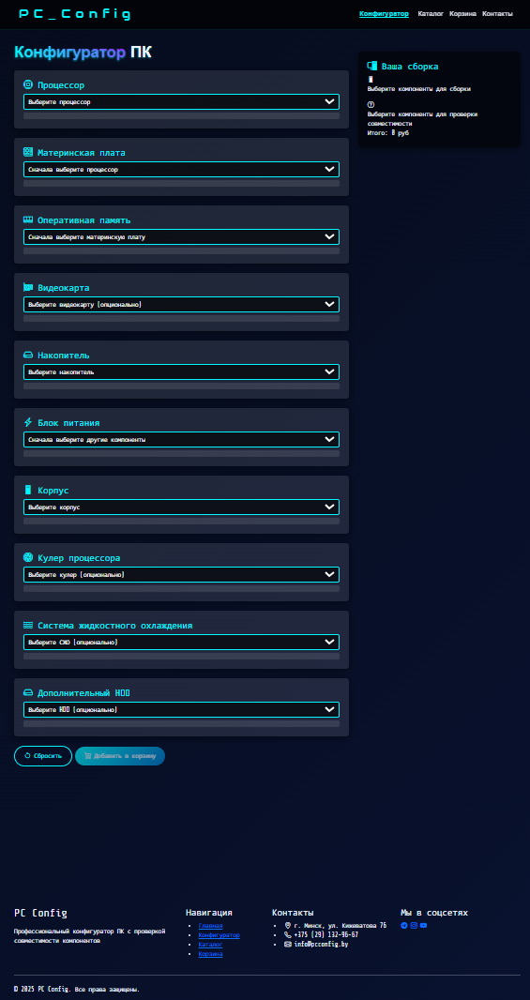 PC_Config
Конфигуратор Каталог Корзина Контакты
Конфигуратор ПК
Процессор
Выберите процессор
Материнская плата
Сначала выберите процессор
Оперативная память
Сначала выберите материнскую плату
Видеокарта
Выберите видеокарту (опционально)
Накопитель
Выберите накопитель
Блок питания
Сначала выберите другие компоненты
Корпус
Выберите корпус
Кулер процессора
Выберите кулер (опционально)
Система жидкостного охлаждения
Выберите СЖО (опционально)
Дополнительный HDD
Выберите HDD (опционально)
Сбросить
Добавить в корзину
Ваша сборка
Выберите компоненты для сборки
Выберите компоненты для проверки
совместимости
Итого: 0 руб
PC Config
Профессиональный конфигуратор ПК с проверкой
совместимости компонентов
Навигация
Главная
Конфигуратор
Каталог
Корзина
Контакты
г. Минск, ул. Кижеватова 76
+375 (29) 132-96-67
info@pcconfig.by
Мы в соцсетях
© 2025 PC Config. Все права защищены.